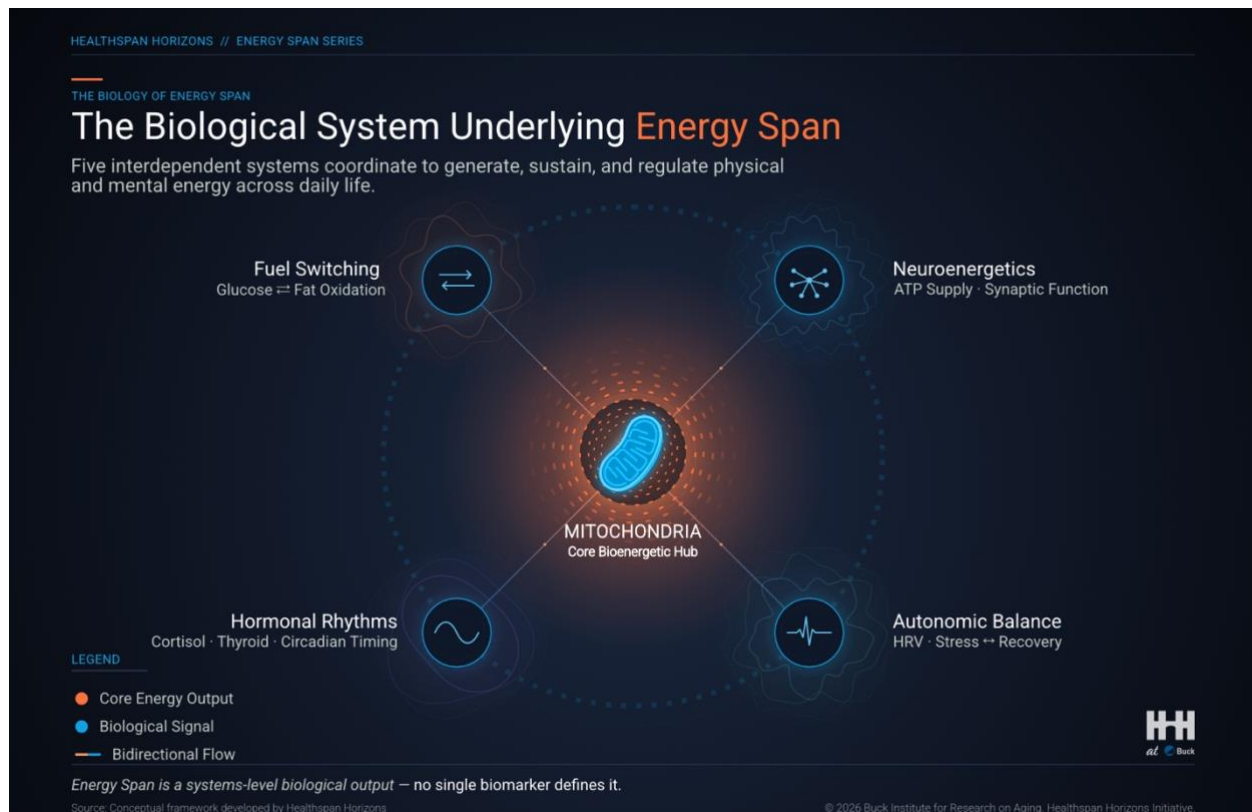 HEALTHSPAN HORIZONS // ENERGY SPAN SERIES
THE BIOLOGY OF ENERGY SPAN
The Biological System Underlying Energy Span
Five interdependent systems coordinate to generate, sustain, and regulate physical
and mental energy across daily life.
Fuel Switching
Glucose ⇌ Fat Oxidation
Neuroenergetics
ATP Supply · Synaptic Function
MITOCHONDRIA
Core Bioenergetic Hub
Hormonal Rhythms
Cortisol · Thyroid · Circadian Timing
Autonomic Balance
HRV · Stress ↔ Recovery
LEGEND
Core Energy Output
Biological Signal
Bidirectional Flow
HH
at Buck
Energy Span is a systems-level biological output — no single biomarker defines it.
Source: Conceptual framework developed by Healthspan Horizons
© 2026 Buck Institute for Research on Aging. Healthspan Horizons Initiative.